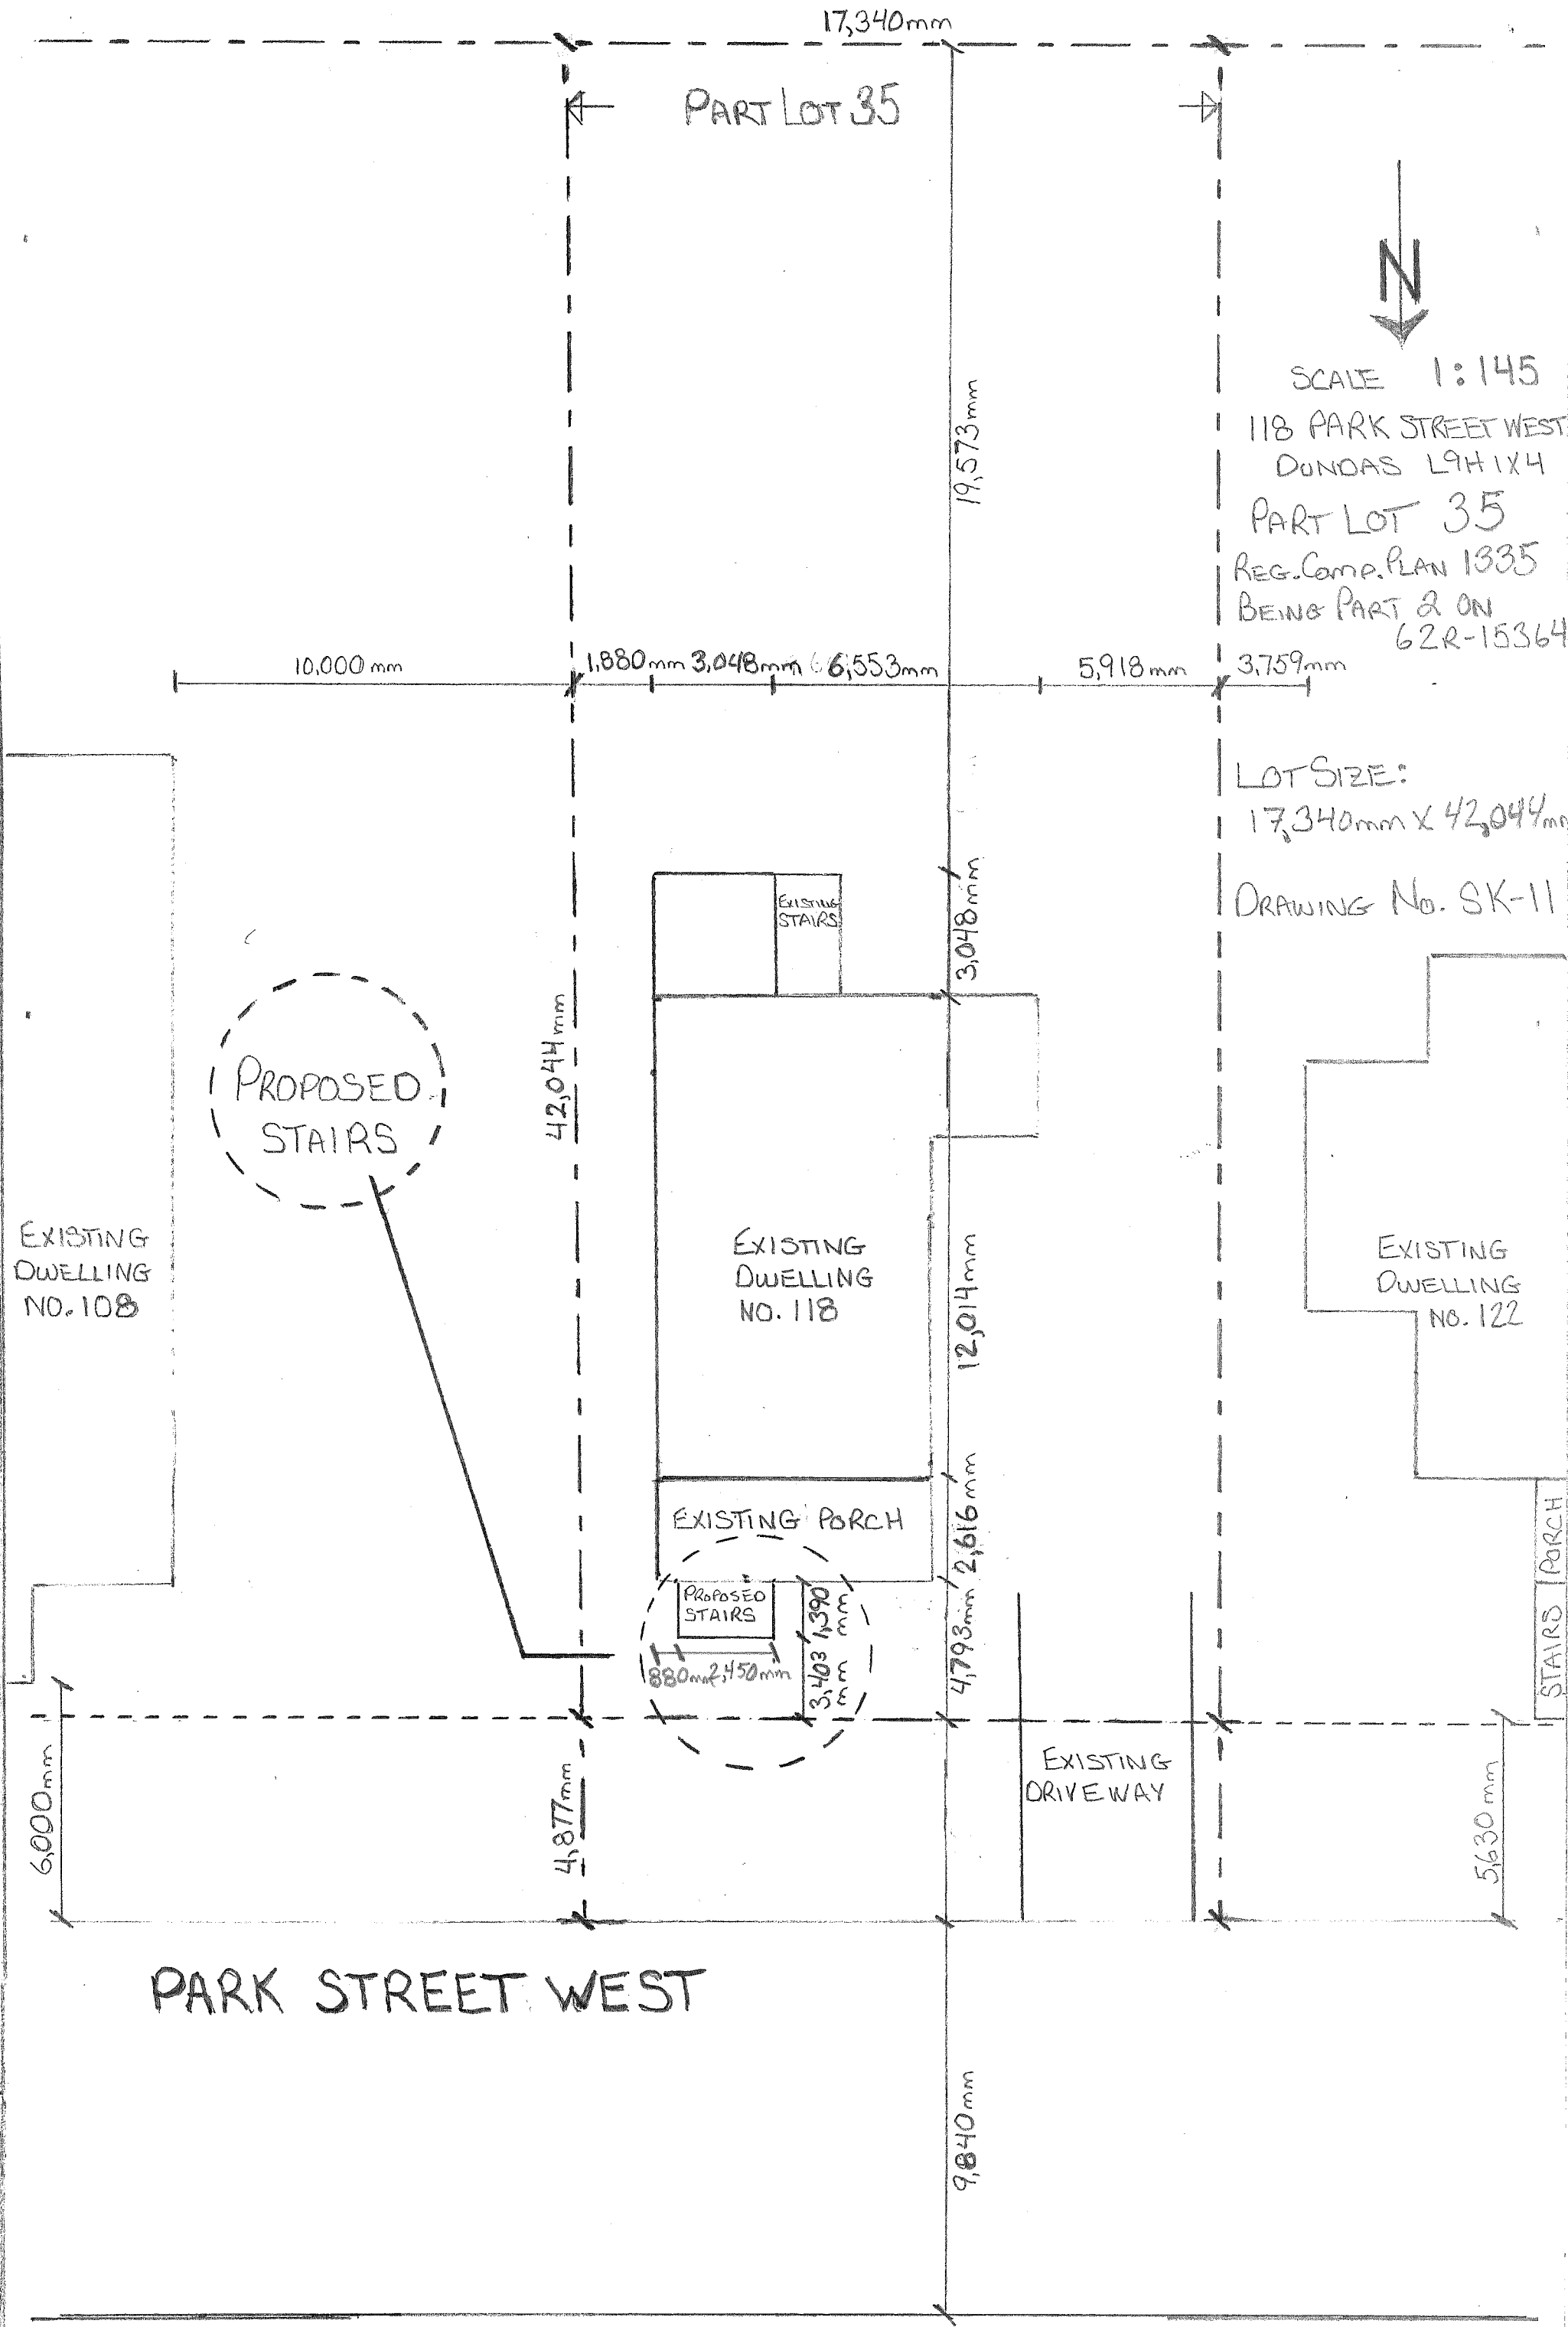 17,340mm
PART LOT 35
N
SCALE 1:145
118 PARK STREET WEST
DUNDAS L9H 1X4
PART LOT 35
REG. COMP. PLAN 1335
BEING PART 2 ON
62R-15364
19,573mm
10,000mm
1,880mm
3,048mm
6,553mm
5,918mm
3,759mm
LOT SIZE:
17,340mm X 42,044mm
DRAWING No. SK-11
EXISTING
STAIRS
3,048mm
42,044mm
PROPOSED
STAIRS
EXISTING
DWELLING
NO. 108
EXISTING
DWELLING
NO. 118
12,014mm
EXISTING
DWELLING
NO. 122
EXISTING PORCH
2,616mm
PROPOSED
STAIRS
1,390
mm
3,403
mm
880mm
2,450mm
4,793mm
PORCH
STAIRS
EXISTING
DRIVEWAY
6,000mm
4,877mm
5,630mm
PARK STREET WEST
9,840mm